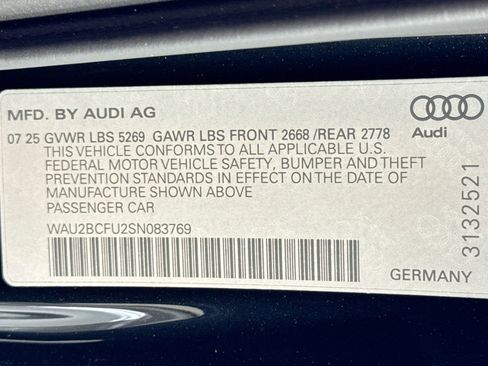 MFD. BY AUDI AG
07 25 GVWR LBS 5269 GAWR LBS FRONT 2668 /REAR 2778
THIS VEHICLE CONFORMS TO ALL APPLICABLE U.S.
FEDERAL MOTOR VEHICLE SAFETY, BUMPER AND THEFT
PREVENTION STANDARDS IN EFFECT ON THE DATE OF
MANUFACTURE SHOWN ABOVE
PASSENGER CAR
WAU2BCFU2SN083769
Audi
3132521
GERMANY